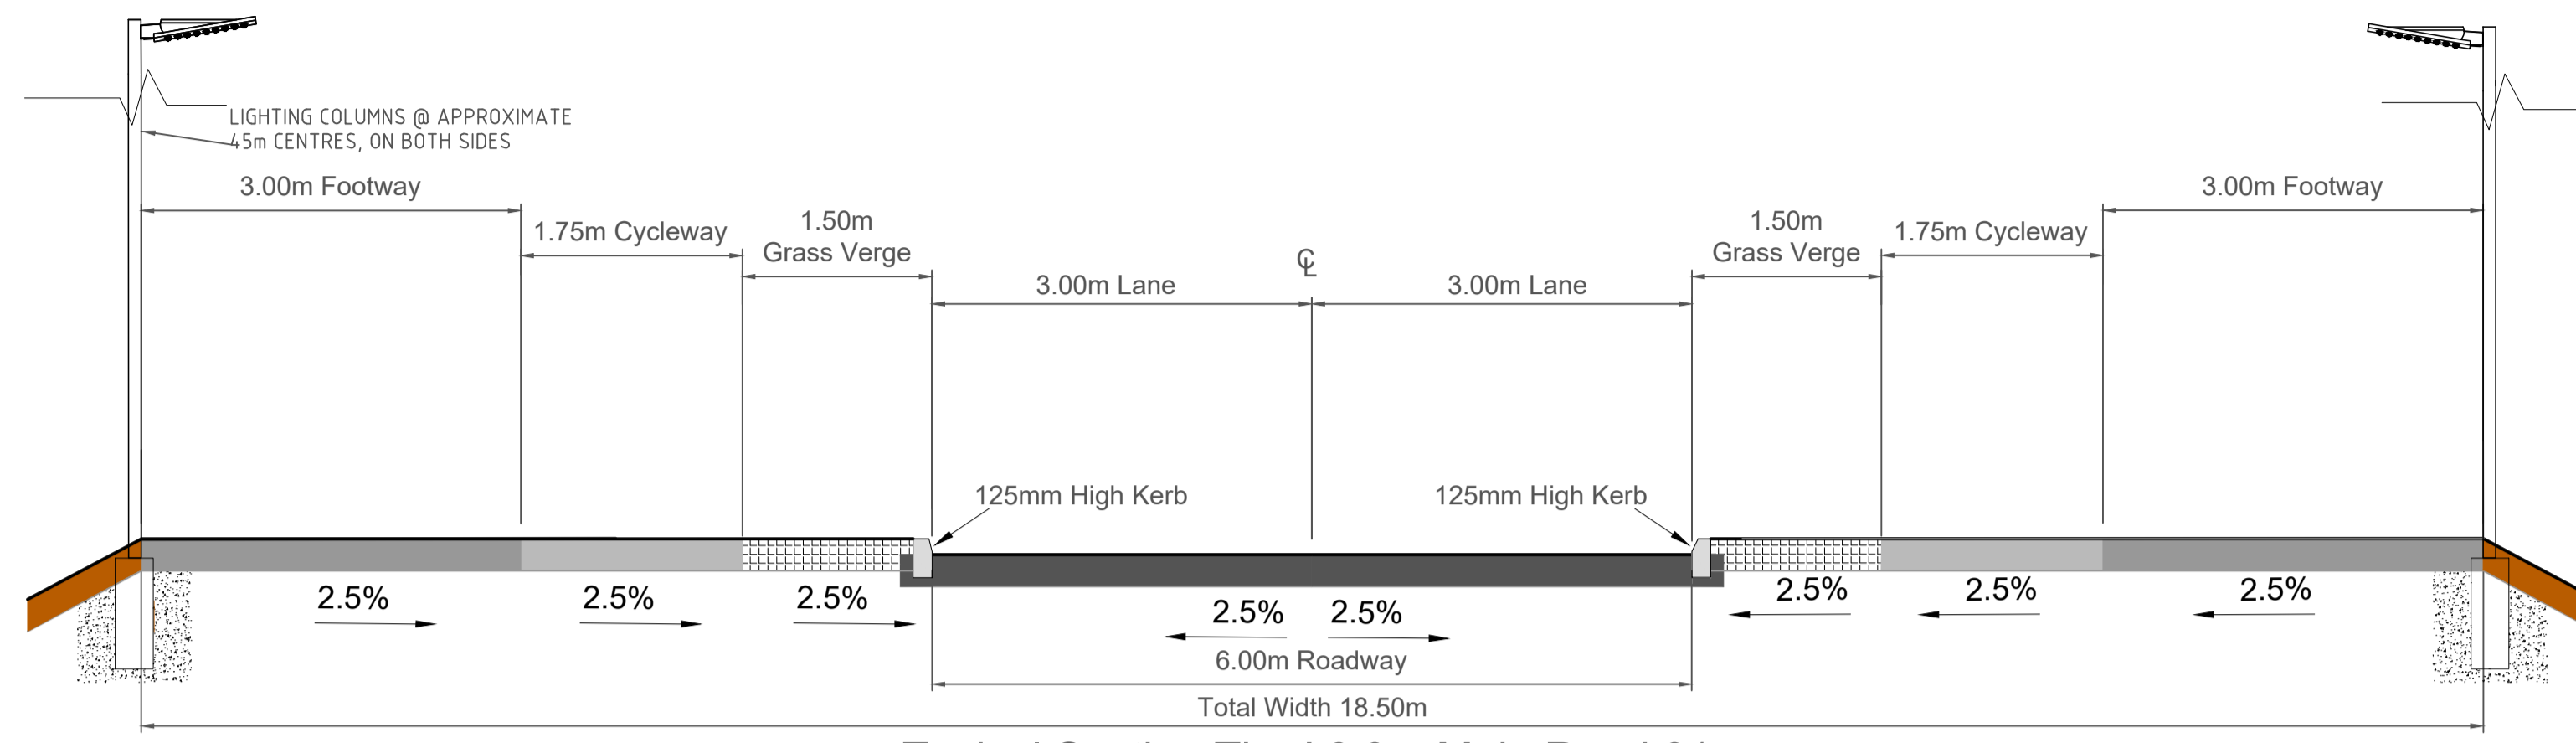 LIGHTING COLUMNS @ APPROXIMATE
45m CENTRES, ON BOTH SIDES
3.00m Footway
3.00m Footway
1.75m Cycleway
1.50m
Grass Verge
1.50m
Grass Verge
1.75m Cycleway
℄
3.00m Lane
3.00m Lane
125mm High Kerb
125mm High Kerb
2.5%
2.5%
2.5%
2.5%
2.5%
2.5%
2.5%
2.5%
6.00m Roadway
Total Width 18.50m